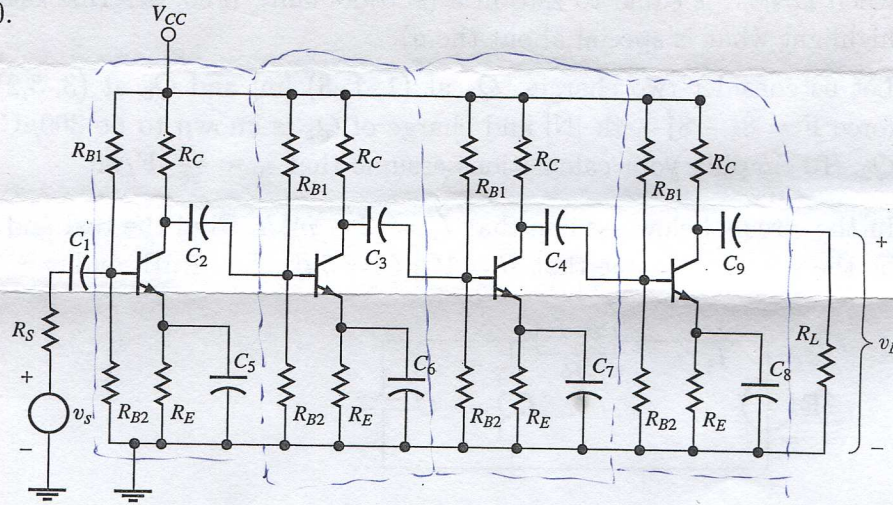 ).
V_CC
R_B1 R_C R_B1 R_C R_B1 R_C R_B1 R_C
C_1 C_2 C_3 C_4 C_9 +
R_S R_L
+ C_5 C_6 C_7 C_8
v_s R_B2 R_E R_B2 R_E R_B2 R_E R_B2 R_E
− −